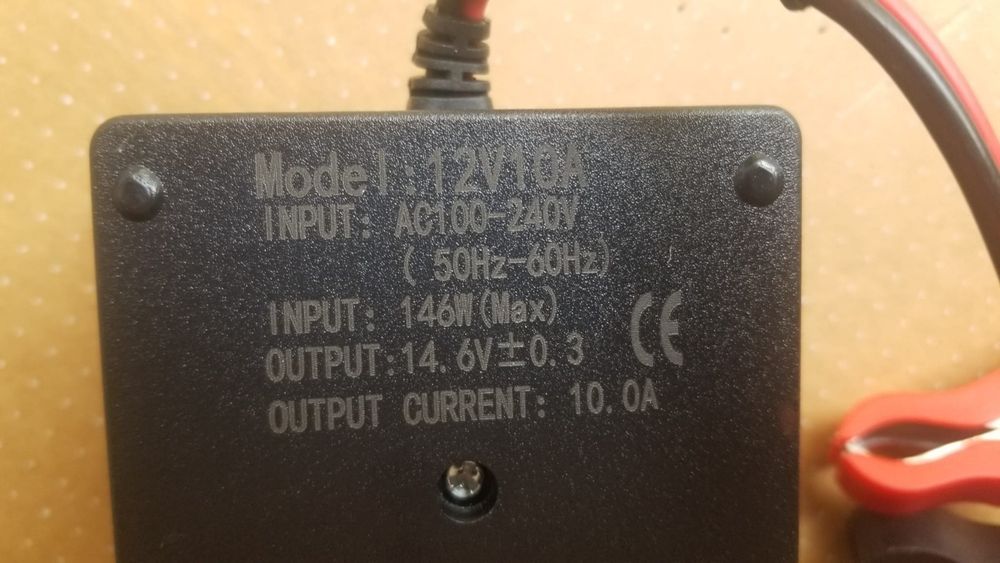 Model:12V10A
INPUT: AC100-240V
( 50Hz-60Hz)
INPUT: 146W(Max)
OUTPUT:14.6V±0.3
CE
OUTPUT CURRENT: 10.0A